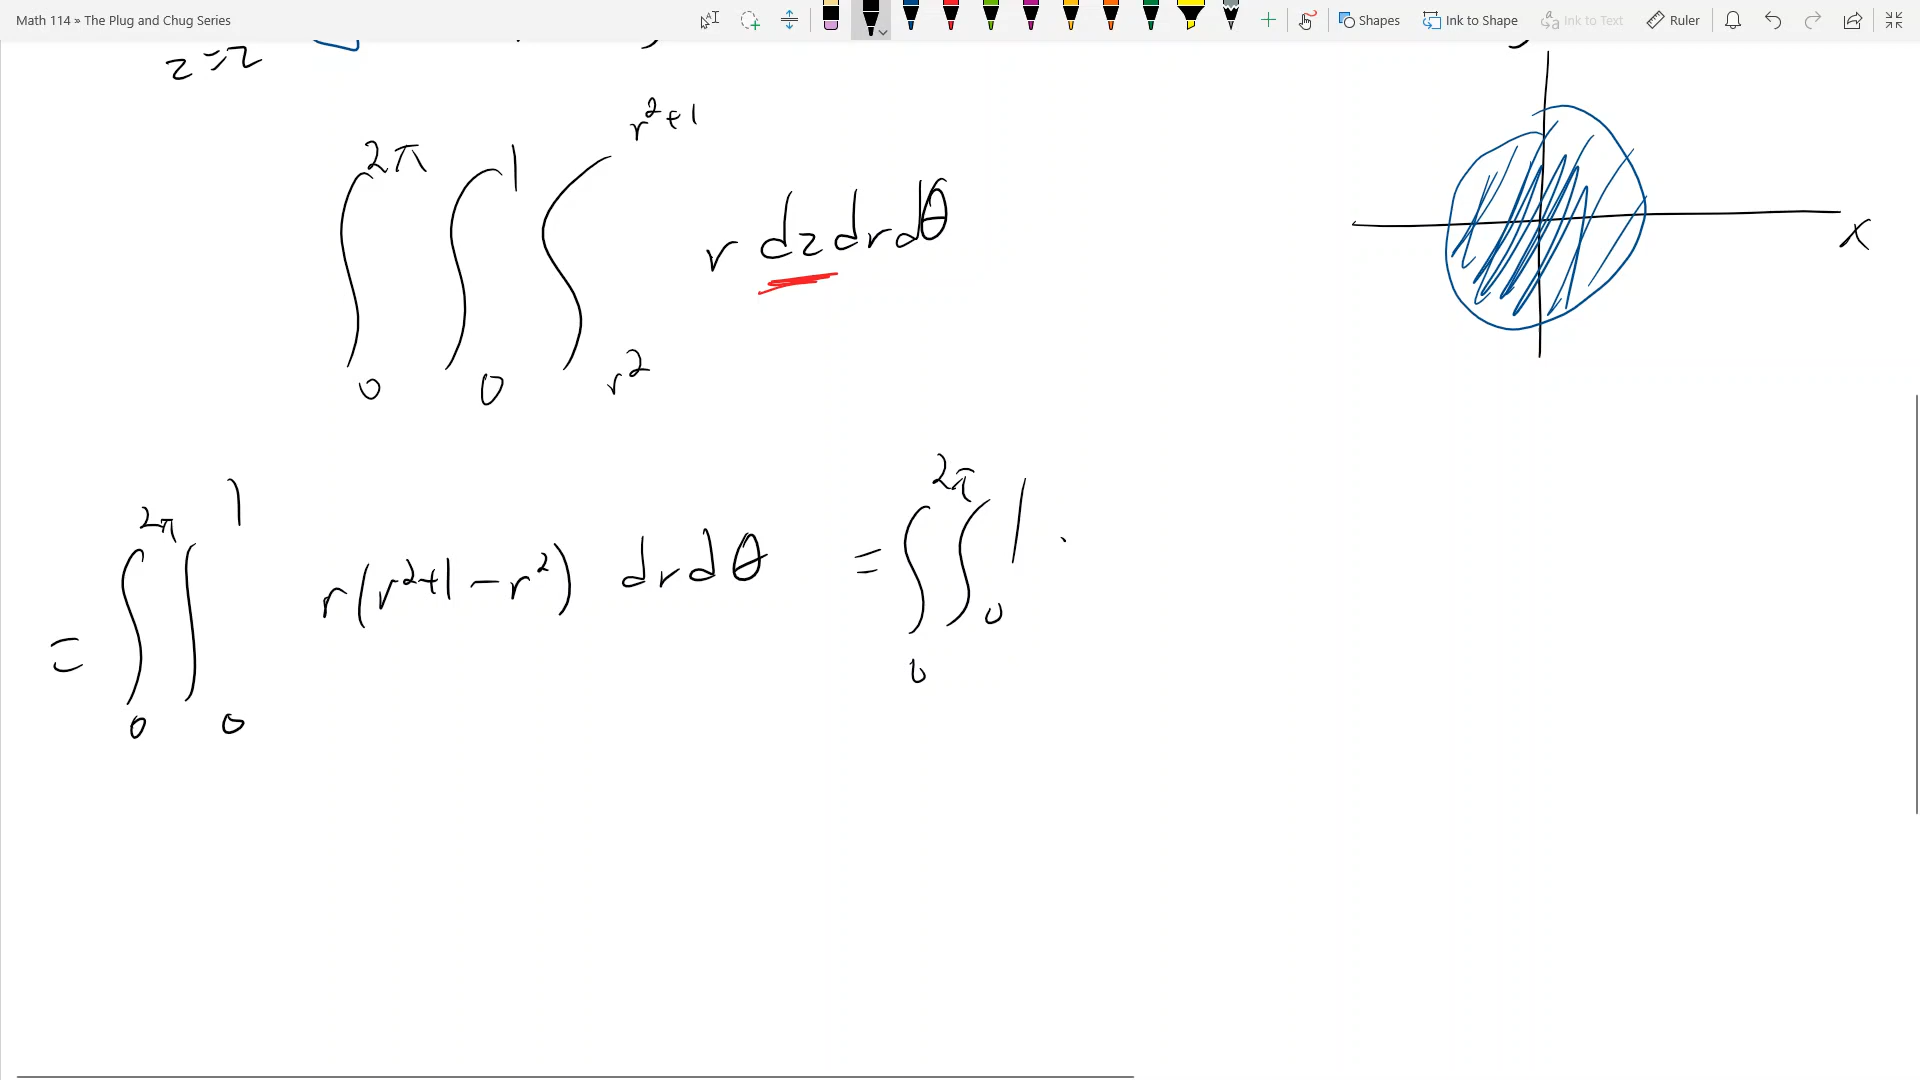 Math 114 » The Plug and Chug Series
Shapes
Ink to Shape
Ink to Text
Ruler
z=z
∫₀^{2π} ∫₀^{1} ∫_{r²}^{r²+1} r dz dr dθ
x
= ∫₀^{2π} ∫₀^{1} r(r²+1−r²) dr dθ = ∫₀^{2π} ∫₀^{1}